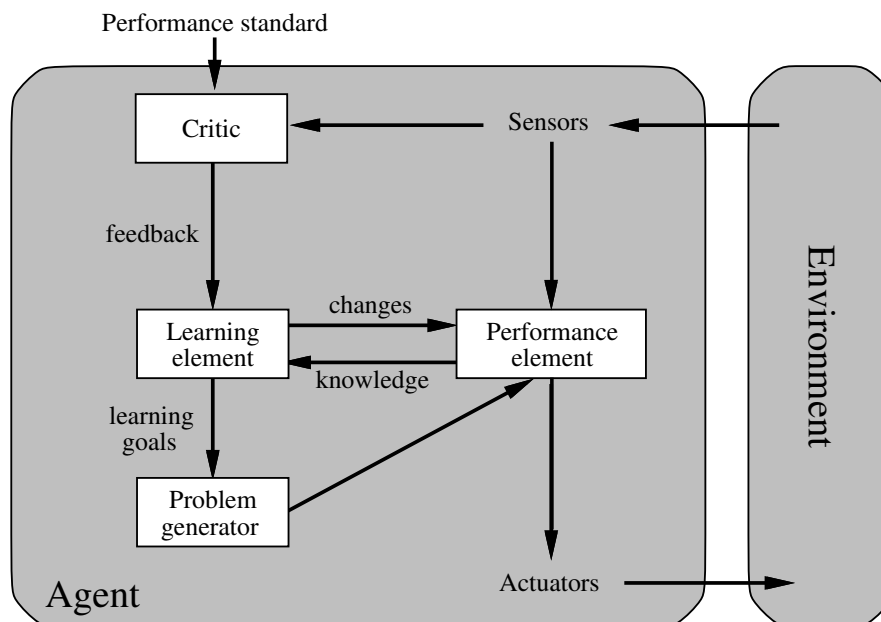 Performance standard
Critic
Sensors
feedback
changes
Learning
element
Performance
element
knowledge
learning
goals
Problem
generator
Actuators
Agent
Environment